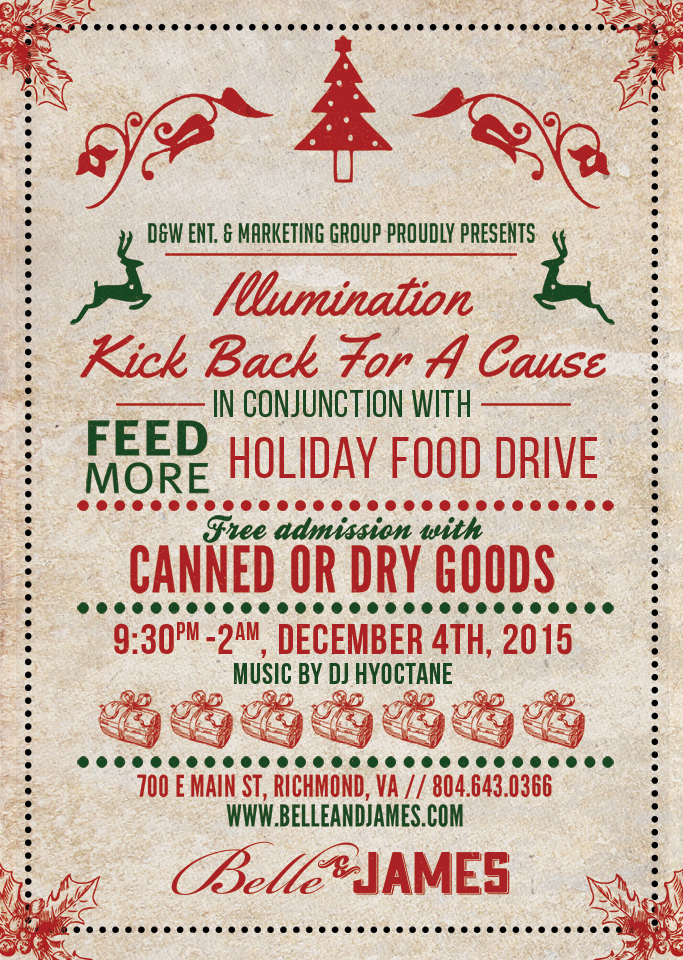 D&W ENT. & MARKETING GROUP PROUDLY PRESENTS
Illumination
Kick Back For A Cause
IN CONJUNCTION WITH
FEED
MORE
HOLIDAY FOOD DRIVE
Free admission with
CANNED OR DRY GOODS
9:30PM -2AM, DECEMBER 4TH, 2015
MUSIC BY DJ HYOCTANE
700 E MAIN ST, RICHMOND, VA // 804.643.0366
WWW.BELLEANDJAMES.COM
Belle & JAMES